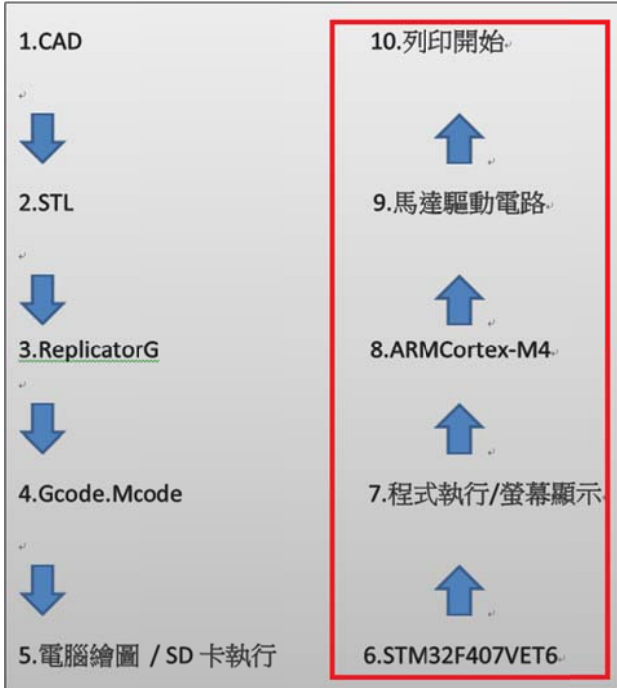 1.CAD
2.STL
3.ReplicatorG
4.Gcode.Mcode
5.電腦繪圖 / SD 卡執行
10.列印開始
9.馬達驅動電路
8.ARMCortex-M4
7.程式執行/螢幕顯示
6.STM32F407VET6